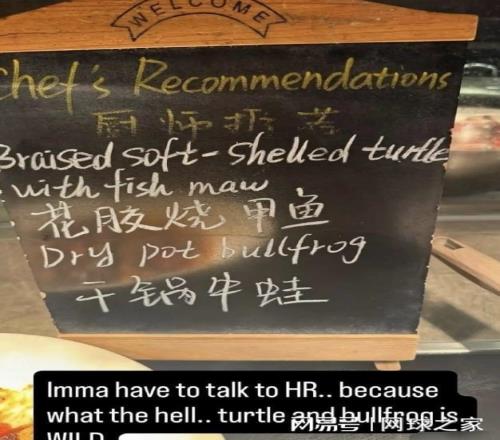 WELCOME
Chef's Recommendations
厨师推荐
Braised soft-shelled turtle
with fish maw
花胶烧甲鱼
Dry pot bullfrog
干锅牛蛙
Imma have to talk to HR.. because
what the hell.. turtle and bullfrog is
WILD
网易号 | 网球之家